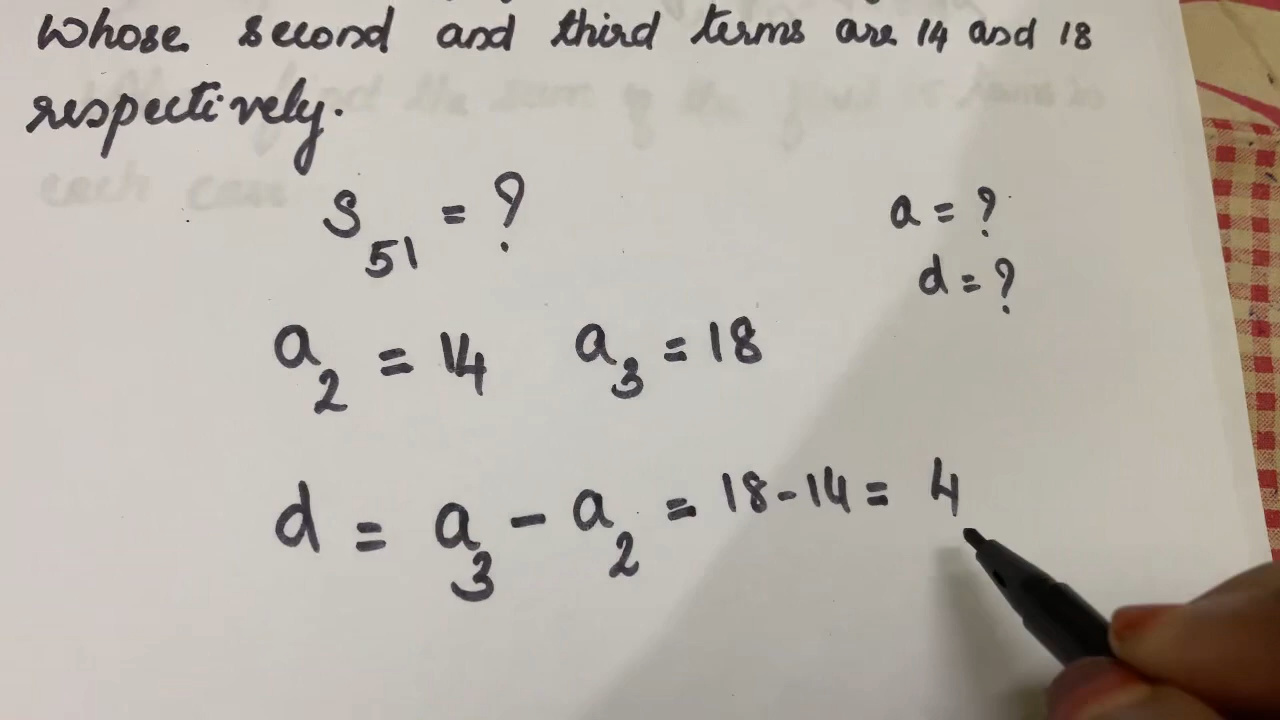 whose second and third terms are 14 and 18
respectively.
S51 = ?
a = ?
d = ?
a2 = 14 a3 = 18
d = a3 - a2 = 18-14 = 4